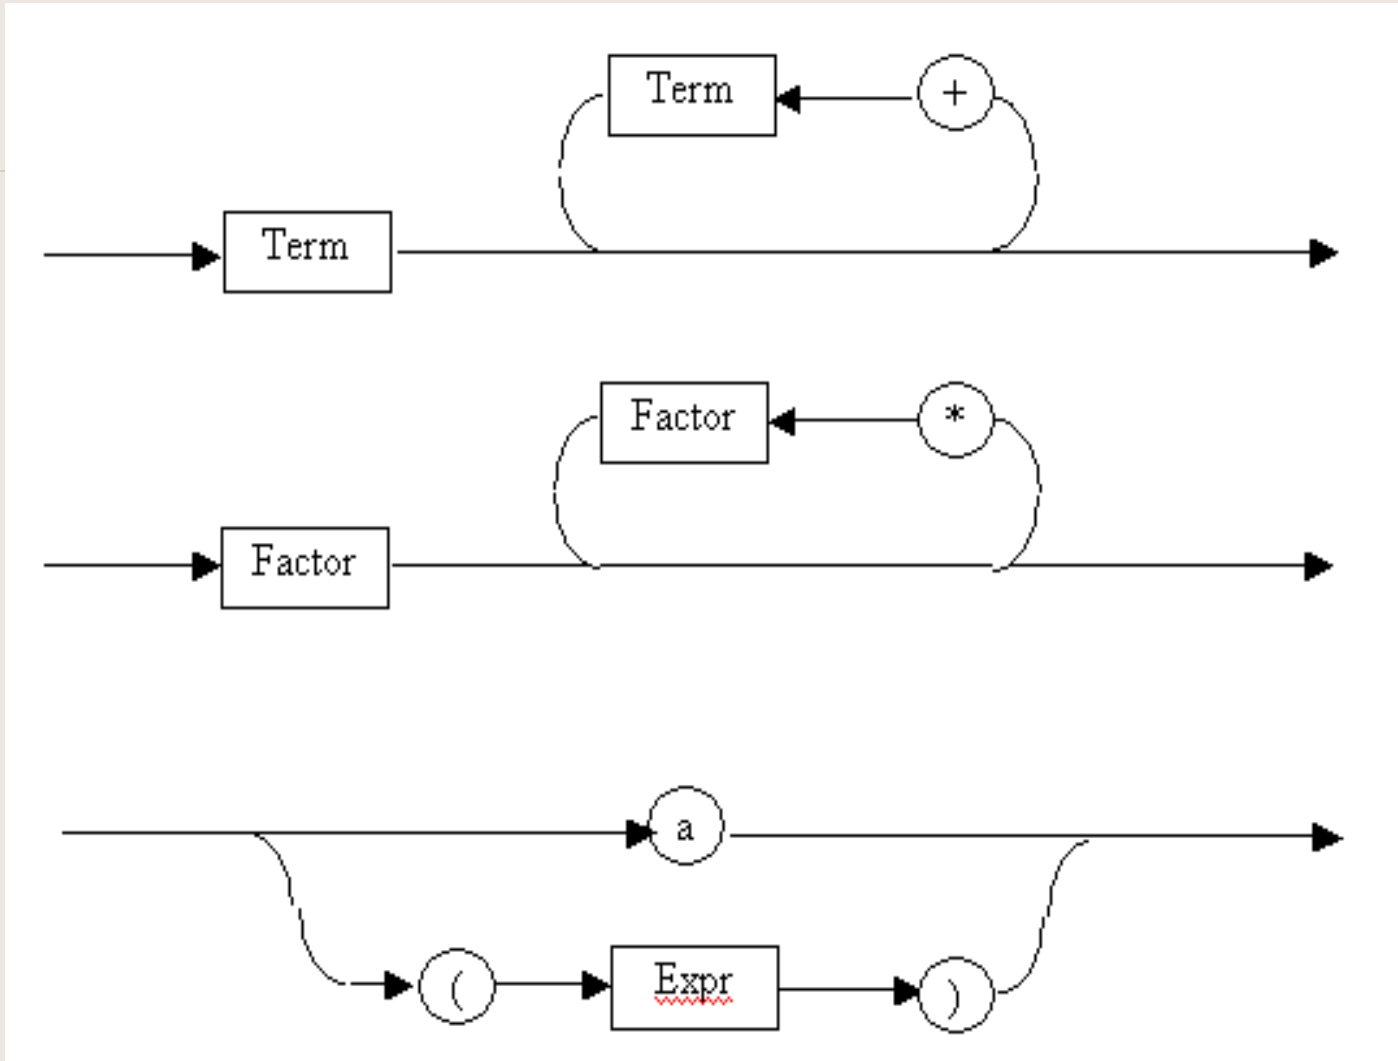 Term +
Term
Factor *
Factor
a
( Expr )